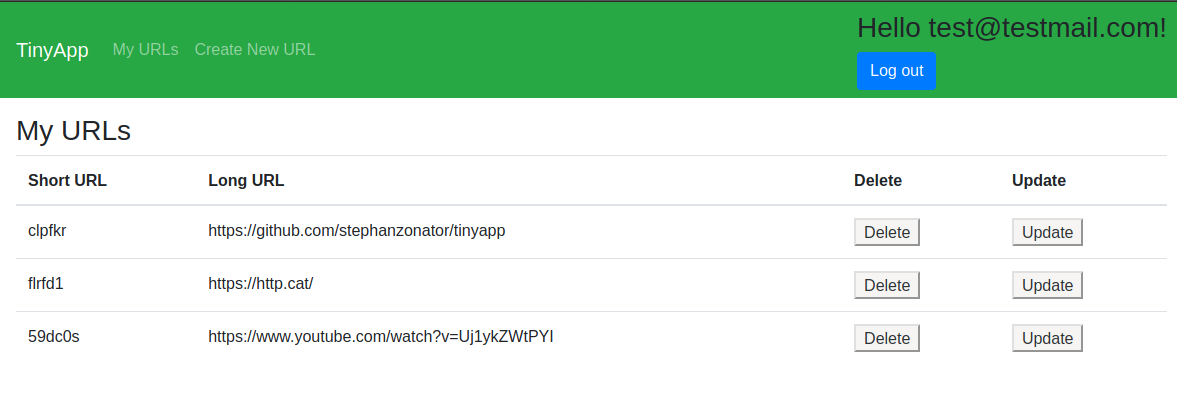 TinyApp My URLs Create New URL
Hello test@testmail.com!
Log out
My URLs
Short URL Long URL Delete Update
clpfkr https://github.com/stephanzonator/tinyapp Delete Update
flrfd1 https://http.cat/ Delete Update
59dc0s https://www.youtube.com/watch?v=Uj1ykZWtPYI Delete Update